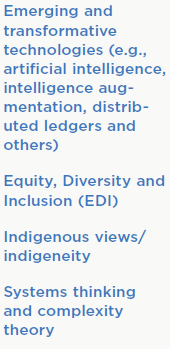 Emerging and
transformative
technologies (e.g.,
artificial intelligence,
intelligence aug-
mentation, distrib-
uted ledgers and
others)
Equity, Diversity and
Inclusion (EDI)
Indigenous views/
indigeneity
Systems thinking
and complexity
theory